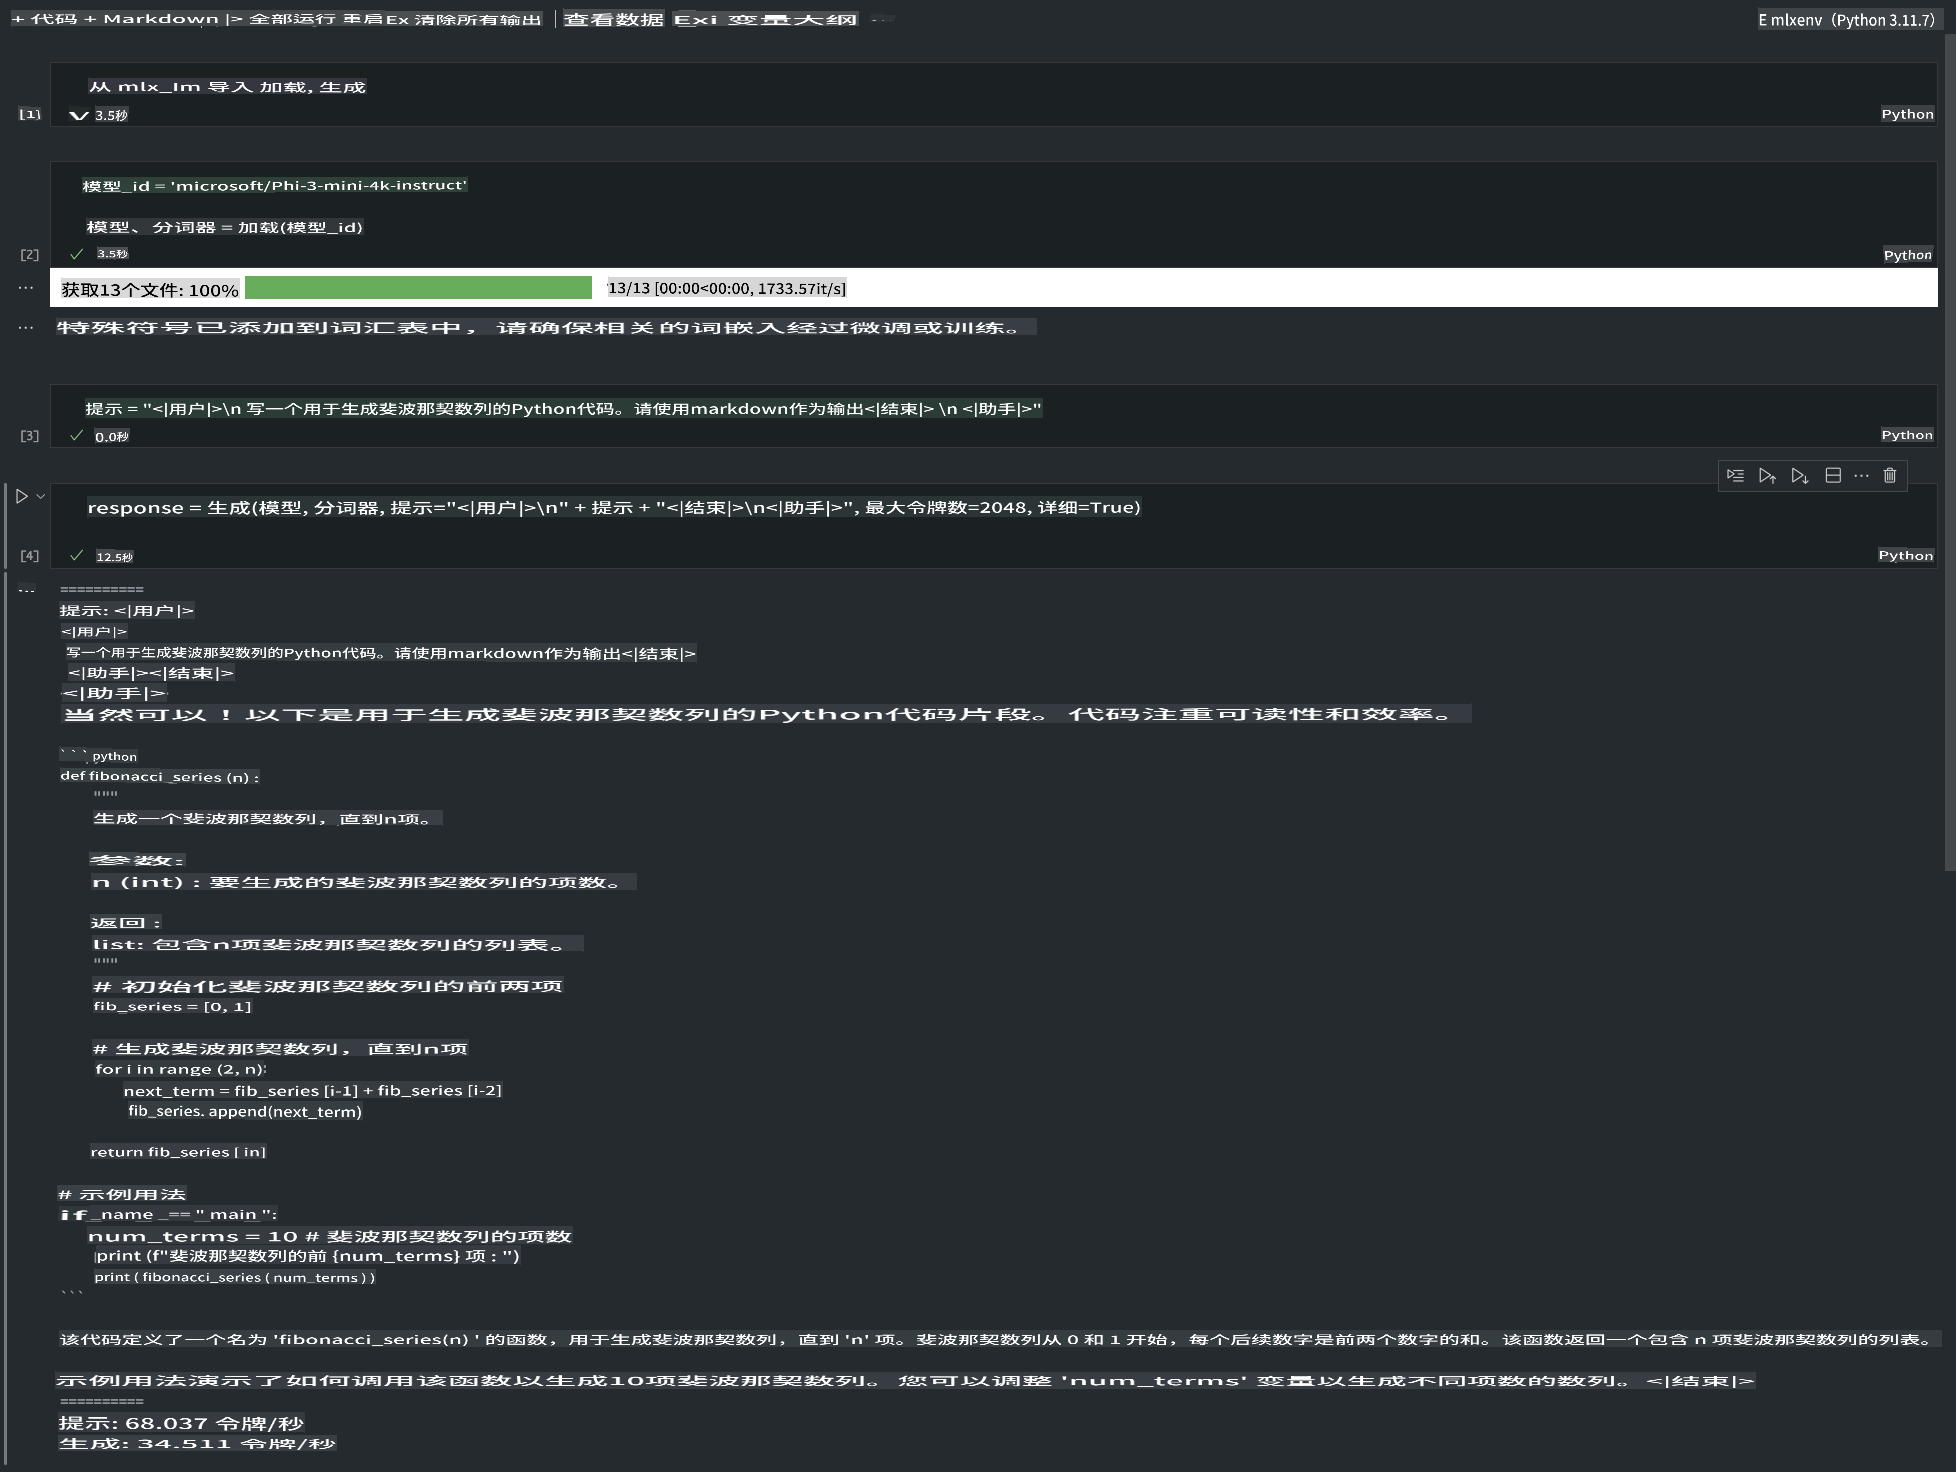 + 代码 + Markdown |> 全部运行 重启Ex 清除所有输出 | 查看数据 Exi 变量大纲 ...
E mlxenv（Python 3.11.7）
从 mlx_lm 导入 加载, 生成
[1] V 3.5秒 Python
模型_id = 'microsoft/Phi-3-mini-4k-instruct'
模型、分词器 = 加载(模型_id)
[2] ✓ 3.5秒 Python
... 获取13个文件: 100% 13/13 [00:00<00:00, 1733.57it/s]
... 特殊符号已添加到词汇表中，请确保相关的词嵌入经过微调或训练。
提示 = "<|用户|>\n 写一个用于生成斐波那契数列的Python代码。请使用markdown作为输出<|结束|> \n <|助手|>"
[3] ✓ 0.0秒 Python
response = 生成(模型, 分词器, 提示="<|用户|>\n" + 提示 + "<|结束|>\n<|助手|>", 最大令牌数=2048, 详细=True)
[4] ✓ 12.5秒 Python
... ==========
提示: <|用户|>
<|用户|>
写一个用于生成斐波那契数列的Python代码。请使用markdown作为输出<|结束|>
<|助手|><|结束|>
<|助手|>
当然可以！以下是用于生成斐波那契数列的Python代码片段。代码注重可读性和效率。
```python
def fibonacci_series (n) :
"""
生成一个斐波那契数列，直到n项。
参数:
n (int) : 要生成的斐波那契数列的项数。
返回 :
list: 包含n项斐波那契数列的列表。
"""
# 初始化斐波那契数列的前两项
fib_series = [0, 1]
# 生成斐波那契数列，直到n项
for i in range (2, n):
next_term = fib_series [i-1] + fib_series [i-2]
fib_series. append(next_term)
return fib_series [ in]
# 示例用法
if _name _== "_main_":
num_terms = 10 # 斐波那契数列的项数
print (f"斐波那契数列的前 {num_terms} 项 : ")
print ( fibonacci_series ( num_terms ) )
```
该代码定义了一个名为 'fibonacci_series(n) ' 的函数，用于生成斐波那契数列，直到 'n' 项。斐波那契数列从 0 和 1 开始，每个后续数字是前两个数字的和。该函数返回一个包含 n 项斐波那契数列的列表。
示例用法演示了如何调用该函数以生成10项斐波那契数列。您可以调整 'num_terms' 变量以生成不同项数的数列。<|结束|>
==========
提示: 68.037 令牌/秒
生成: 34.511 令牌/秒